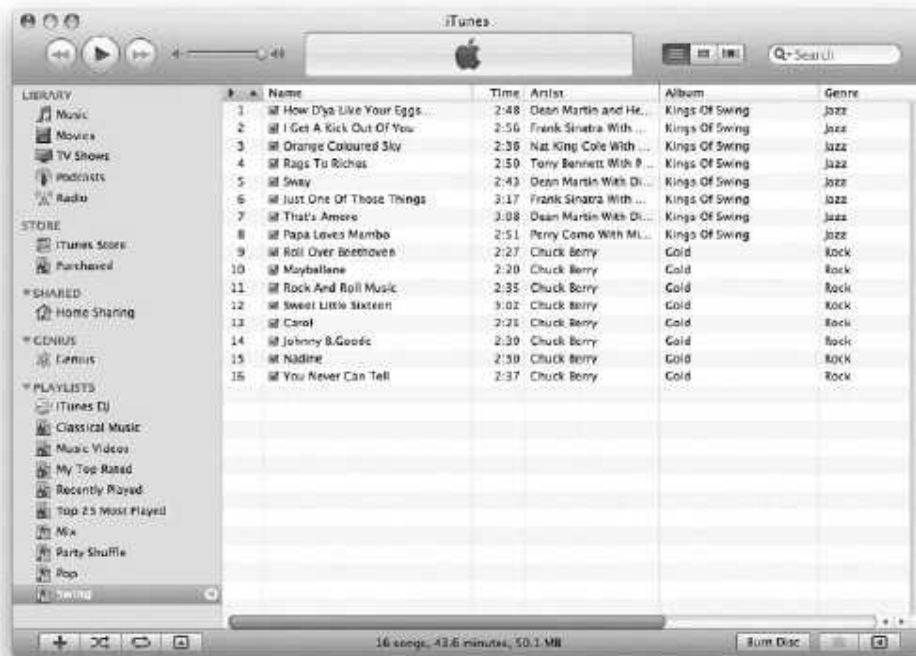 iTunes
Search
LIBRARY
Music
Movies
TV Shows
Podcasts
Radio
STORE
iTunes Store
Purchased
SHARED
Home Sharing
GENIUS
Genius
PLAYLISTS
iTunes DJ
Classical Music
Music Videos
My Top Rated
Recently Played
Top 25 Most Played
Mix
Party Shuffle
Pop
Swing
Name Time Artist Album Genre
1 How D'ya Like Your Eggs... 2:48 Dean Martin and He... Kings Of Swing Jazz
2 I Get A Kick Out Of You 2:56 Frank Sinatra With ... Kings Of Swing Jazz
3 Orange Coloured Sky 2:36 Nat King Cole With ... Kings Of Swing Jazz
4 Rags To Riches 2:50 Tony Bennett With P... Kings Of Swing Jazz
5 Sway 2:43 Dean Martin With Di... Kings Of Swing Jazz
6 Just One Of Those Things 3:17 Frank Sinatra With ... Kings Of Swing Jazz
7 That's Amore 3:08 Dean Martin With Di... Kings Of Swing Jazz
8 Papa Loves Mambo 2:51 Perry Como With Mi... Kings Of Swing Jazz
9 Roll Over Beethoven 2:27 Chuck Berry Gold Rock
10 Maybellene 2:20 Chuck Berry Gold Rock
11 Rock And Roll Music 2:35 Chuck Berry Gold Rock
12 Sweet Little Sixteen 3:02 Chuck Berry Gold Rock
13 Carol Chuck Berry Gold Rock
14 Johnny B.Goode Chuck Berry Gold Rock
15 Nadine Chuck Berry Gold Rock
16 You Never Can Tell 2:37 Chuck Berry Gold Rock
16 songs, 43.6 minutes, 50.1 MB
Burn Disc